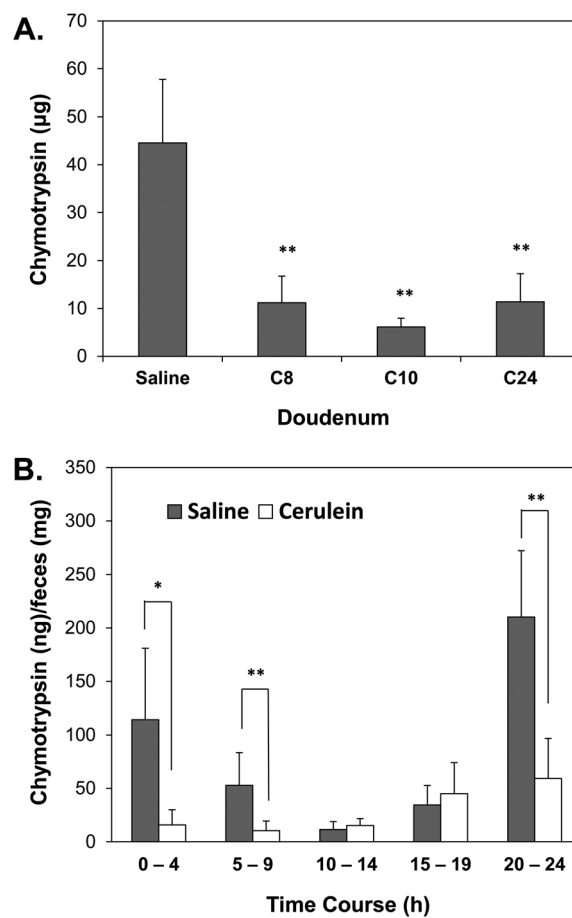 A.
Chymotrypsin (µg)
70
60
50
40
30
20
10
0
**
**
**
Saline C8 C10 C24
Doudenum
B.
Chymotrypsin (ng)/feces (mg)
350
300
250
200
150
100
50
0
Saline Cerulein
*
**
**
0 – 4 5 – 9 10 – 14 15 – 19 20 – 24
Time Course (h)